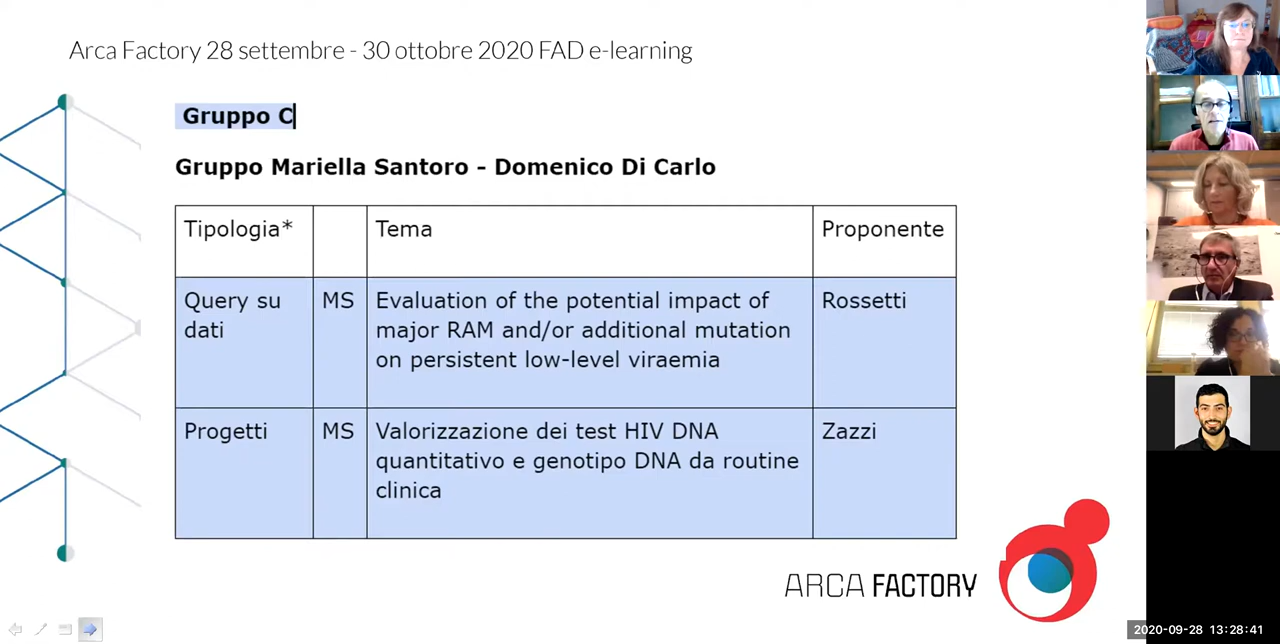 Arca Factory 28 settembre - 30 ottobre 2020 FAD e-learning
Gruppo C
Gruppo Mariella Santoro - Domenico Di Carlo
Tipologia* Tema Proponente
Query su MS Evaluation of the potential impact of Rossetti
dati major RAM and/or additional mutation
on persistent low-level viraemia
Progetti MS Valorizzazione dei test HIV DNA Zazzi
quantitativo e genotipo DNA da routine
clinica
ARCA FACTORY
2020-09-28 13:28:41